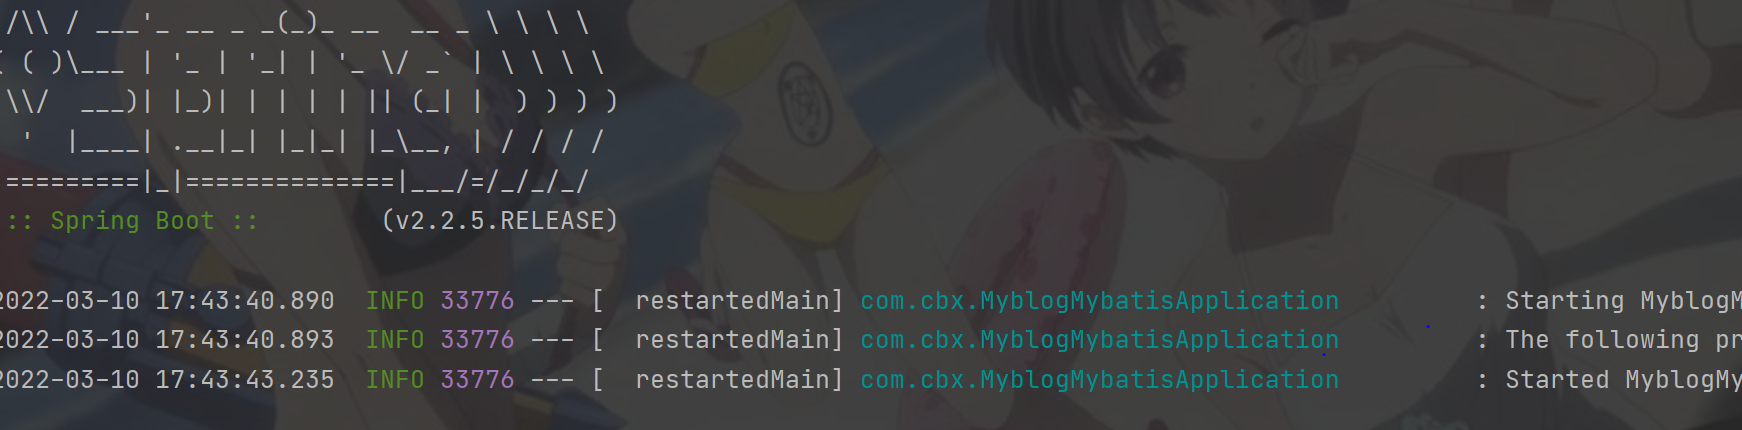 /\\ / ___'_ __ _ _(_)_ __  __ _ \ \ \ \
( ( )\___ | '_ | '_| | '_ \/ _` | \ \ \ \
 \\/  ___)| |_)| | | | | || (_| |  ) ) ) )
  '  |____| .__|_| |_|_| |_\__, | / / / /
 =========|_|==============|___/=/_/_/_/
:: Spring Boot ::        (v2.2.5.RELEASE)
2022-03-10 17:43:40.890  INFO 33776 --- [  restartedMain] com.cbx.MyblogMybatisApplication         : Starting MyblogM
2022-03-10 17:43:40.893  INFO 33776 --- [  restartedMain] com.cbx.MyblogMybatisApplication         : The following pr
2022-03-10 17:43:43.235  INFO 33776 --- [  restartedMain] com.cbx.MyblogMybatisApplication         : Started MyblogMy